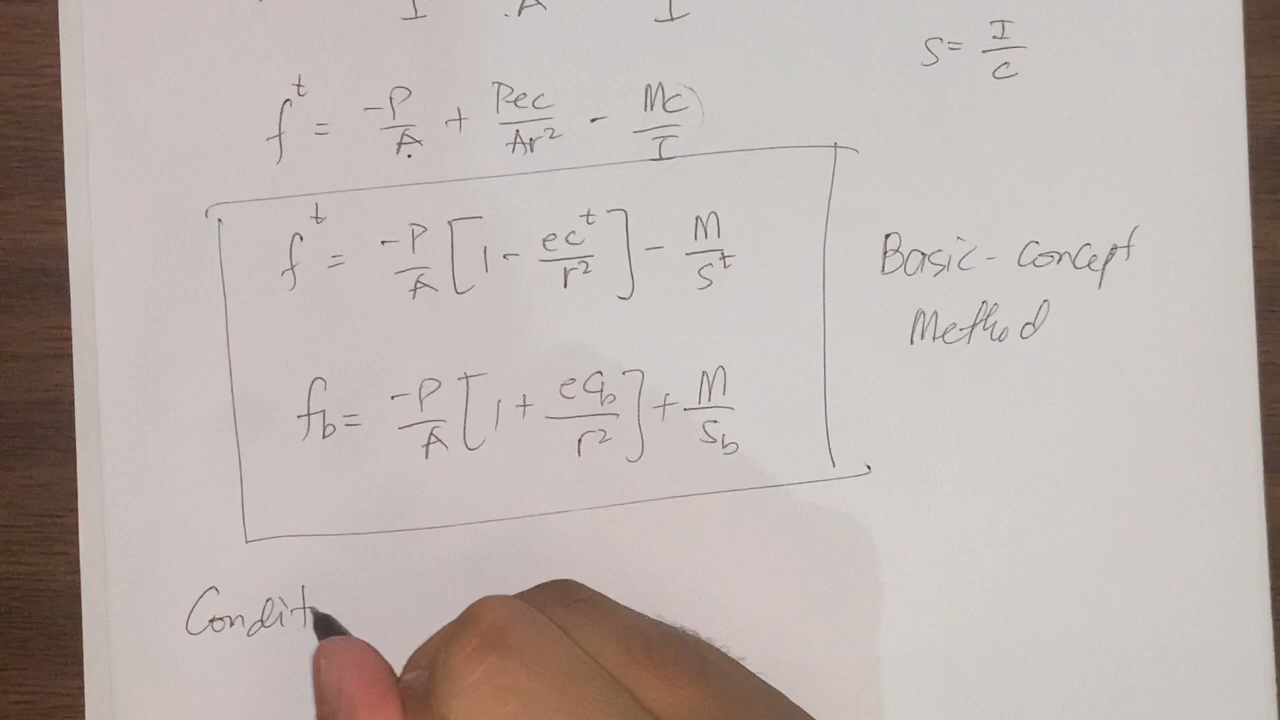 I A I
S = I/C
f^t = -P/A + Pec/Ar² - Mc/I
f^t = -P/A [1 - ec^t/r²] - M/S^t
Basic-concept
Method
f_b = -P/A [1 + ec_b/r²] + M/S_b
Condit